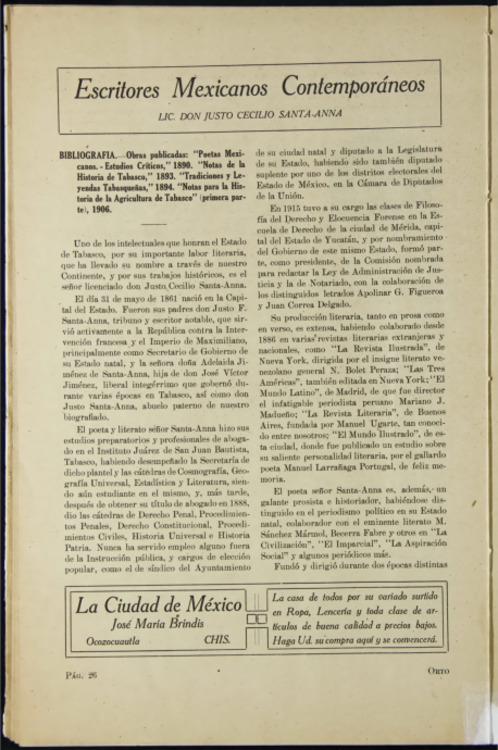 Escritores Mexicanos Contemporáneos
LIC. DON JUSTO CECILIO SANTA-ANNA
BIBLIOGRAFIA.—Obras publicadas: "Poetas Mexi-
canos.-Estudios Críticos," 1890. "Notas de la
Historia de Tabasco," 1893. "Tradiciones y Le-
yendas Tabasqueñas," 1894. "Notas para la His-
toria de la Agricultura de Tabasco" (primera par-
te), 1906.
Uno de los intelectuales que honran el Estado
de Tabasco, por su importante labor literaria,
que ha llevado su nombre a través de nuestro
Continente, y por sus trabajos históricos, es el
señor licenciado don Justo Cecilio Santa-Anna.
El día 31 de mayo de 1861 nació en la Capi-
tal del Estado. Fueron sus padres don Justo F.
Santa-Anna, tribuno y escritor notable, que sir-
vió activamente a la República contra la Inter-
vención francesa y el Imperio de Maximiliano,
principalmente como Secretario de Gobierno de
su Estado natal, y la señora doña Adelaida Ji-
ménez de Santa-Anna, hija de don José Víctor
Jiménez, liberal integérrimo que gobernó du-
rante varias épocas en Tabasco, así como don
Justo Santa-Anna, abuelo paterno de nuestro
biografiado.
El poeta y literato señor Santa-Anna hizo sus
estudios preparatorios y profesionales de aboga-
do en el Instituto Juárez de San Juan Bautista,
Tabasco, habiendo desempeñado la Secretaría de
dicho plantel y las cátedras de Cosmografía, Geo-
grafía Universal, Estadística y Literatura, sien-
do aún estudiante en el mismo, y, más tarde,
después de obtener su título de abogado en 1888,
dio las cátedras de Derecho Penal, Procedimien-
tos Penales, Derecho Constitucional, Procedi-
mientos Civiles, Historia Universal e Historia
Patria. Nunca ha servido empleo alguno fuera
de la Instrucción pública, y cargos de elección
popular, como el de síndico del Ayuntamiento
de su ciudad natal y diputado a la Legislatura
de su Estado, habiendo sido también diputado
suplente por uno de los distritos electorales del
Estado de México, en la Cámara de Diputados
de la Unión.
En 1915 tuvo a su cargo las clases de Filoso-
fía del Derecho y Elocuencia Forense en la Es-
cuela de Derecho de la ciudad de Mérida, capi-
tal del Estado de Yucatán, y por nombramiento
del Gobierno de este mismo Estado, formó par-
te, como presidente, de la Comisión nombrada
para redactar la Ley de Administración de Jus-
ticia y la de Notariado, con la colaboración de
los distinguidos letrados Apolinar G. Figueroa
y Juan Correa Delgado.
Su producción literaria, tanto en prosa como
en verso, es extensa, habiendo colaborado desde
1886 en varias revistas literarias extranjeras y
nacionales, como "La Revista Ilustrada", de
Nueva York, dirigida por el insigne literato ve-
nezolano general N. Bolet Peraza; "Las Tres
Américas", también editada en Nueva York; "El
Mundo Latino", de Madrid, de que fue director
el infatigable periodista peruano Mariano J.
Madueño; "La Revista Literaria", de Buenos
Aires, fundada por Manuel Ugarte, tan conoci-
do entre nosotros; "El Mundo Ilustrado", de es-
ta ciudad, donde fue publicado un estudio sobre
su saliente personalidad literaria, por el gallardo
poeta Manuel Larrañaga Portugal, de feliz me-
moria.
El poeta señor Santa-Anna es, además, un
galante prosista e historiador, habiéndose dis-
tinguido en el periodismo político en su Estado
natal, colaborador con el eminente literato M.
Sánchez Mármol, Becerra Fabre y otros en "La
Civilización", "El Imparcial", "La Aspiración
Social" y algunos periódicos más.
Fundó y dirigió durante dos épocas distintas
La Ciudad de México
José María Brindis
Ocozocuautla CHIS.
La casa de todos por su variado surtido
en Ropa, Lencería y toda clase de ar-
tículos de buena calidad a precios bajos.
Haga Ud. su compra aquí y se convencerá.
PÁG. 26
ORTO